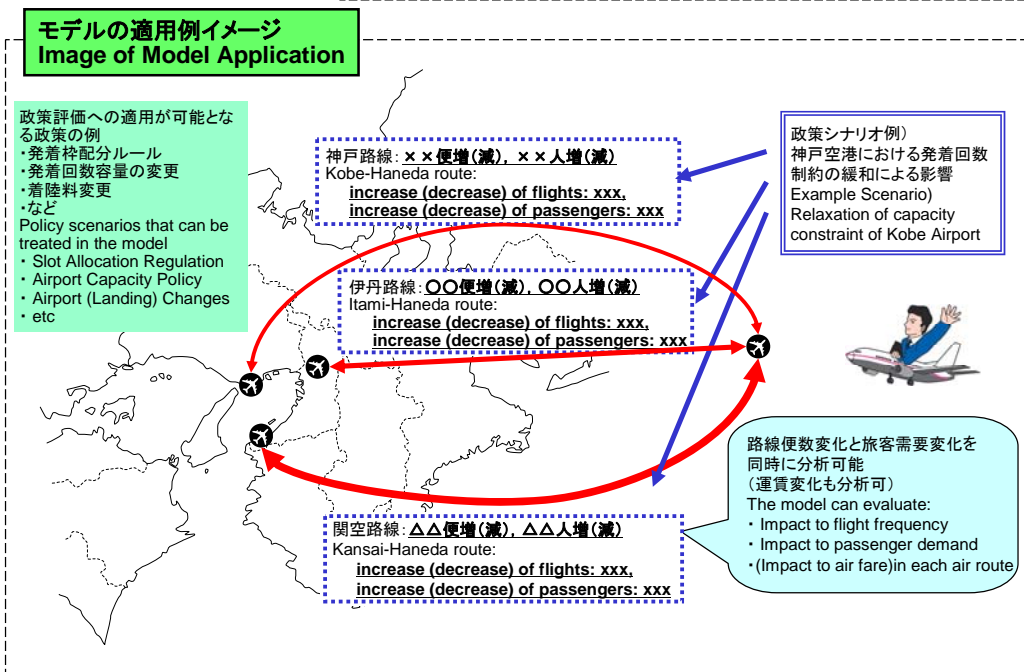 モデルの適用例イメージ
Image of Model Application
政策評価への適用が可能とな
る政策の例
・発着枠配分ルール
・発着回数容量の変更
・着陸料変更
・など
Policy scenarios that can be
treated in the model
・ Slot Allocation Regulation
・ Airport Capacity Policy
・ Airport (Landing) Changes
・ etc
神戸路線：××便増(減)，××人増(減)
Kobe-Haneda route:
increase (decrease) of flights: xxx,
increase (decrease) of passengers: xxx
政策シナリオ例）
神戸空港における発着回数
制約の緩和による影響
Example Scenario)
Relaxation of capacity
constraint of Kobe Airport
伊丹路線：○○便増(減)，○○人増(減)
Itami-Haneda route:
increase (decrease) of flights: xxx,
increase (decrease) of passengers: xxx
関空路線：△△便増(減)，△△人増(減)
Kansai-Haneda route:
increase (decrease) of flights: xxx,
increase (decrease) of passengers: xxx
路線便数変化と旅客需要変化を
同時に分析可能
（運賃変化も分析可）
The model can evaluate:
・ Impact to flight frequency
・ Impact to passenger demand
・(Impact to air fare)in each air route